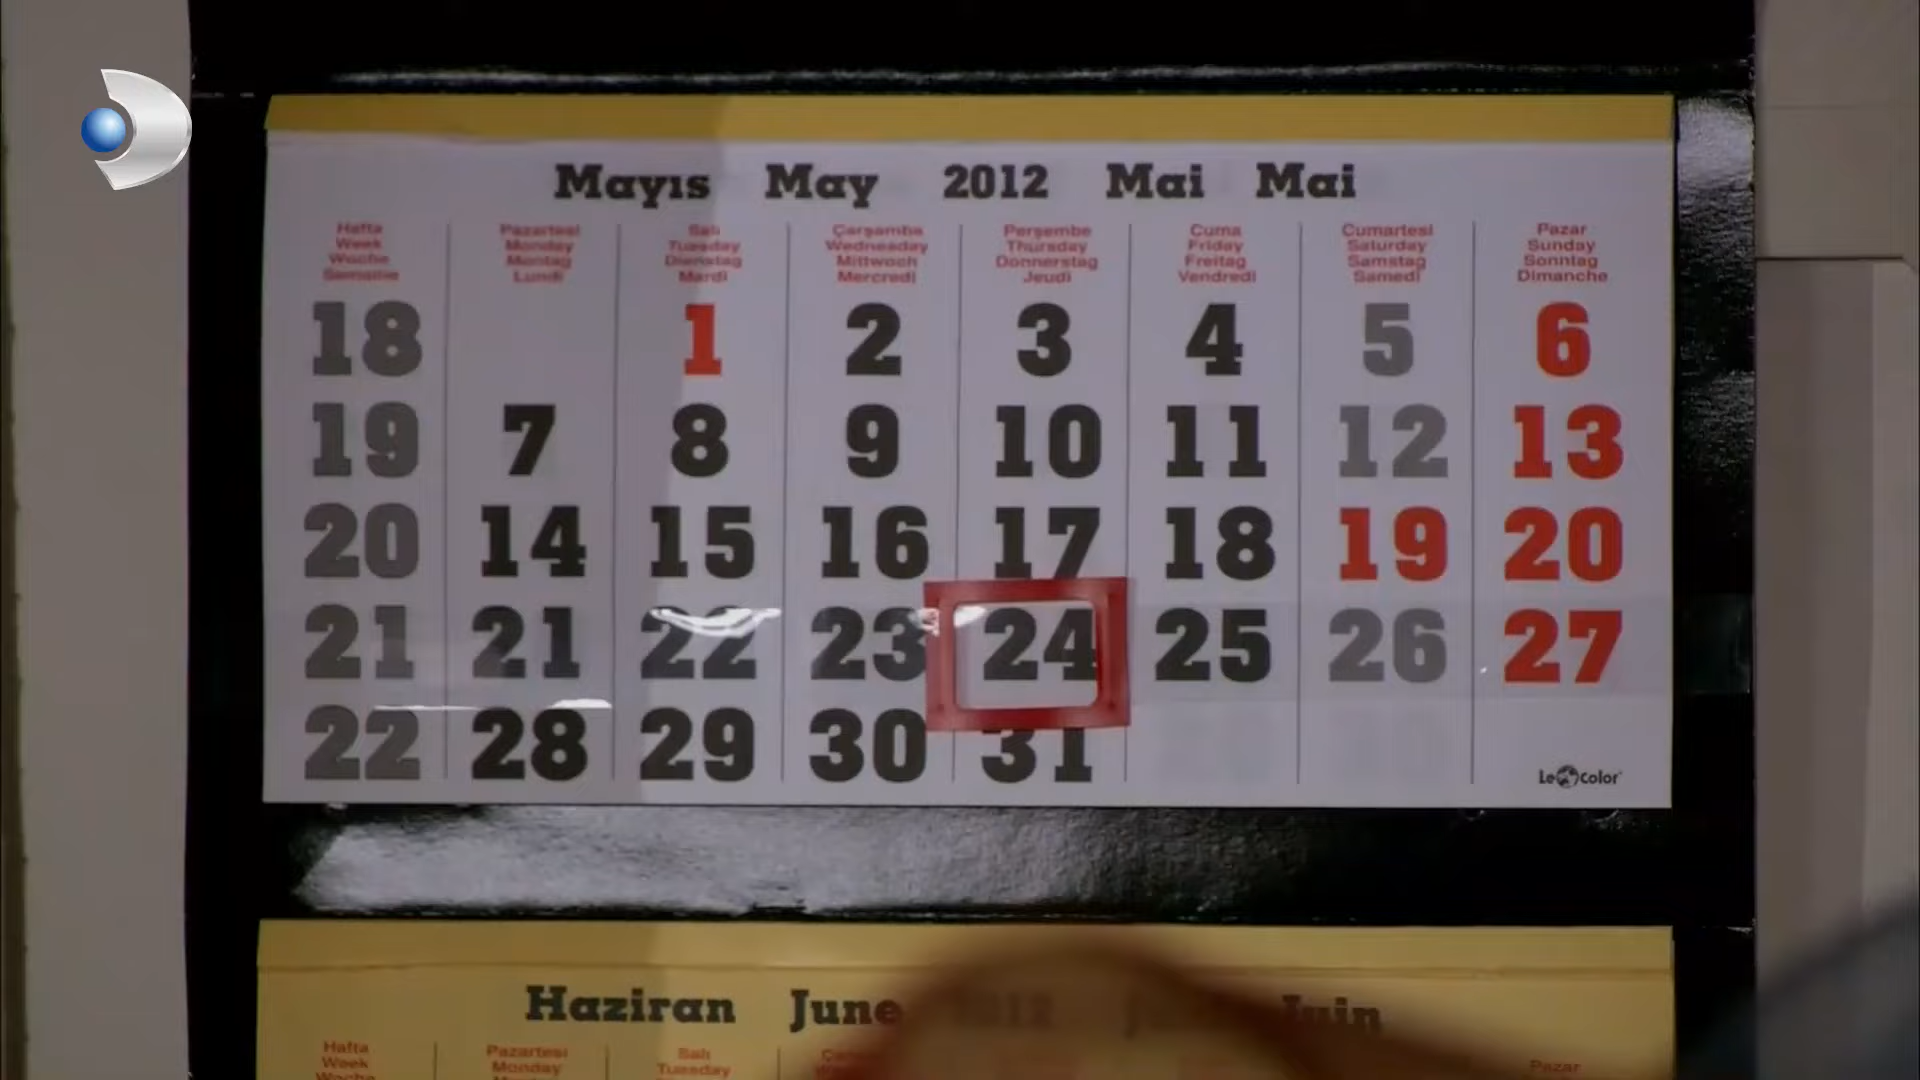 Mayıs May 2012 Mai Mai
Hafta Pazartesi Salı Çarşamba Perşembe Cuma Cumartesi Pazar
Week Monday Tuesday Wednesday Thursday Friday Saturday Sunday
Woche Montag Dienstag Mittwoch Donnerstag Freitag Samstag Sonntag
Semaine Lundi Mardi Mercredi Jeudi Vendredi Samedi Dimanche
18 1 2 3 4 5 6
19 7 8 9 10 11 12 13
20 14 15 16 17 18 19 20
21 21 22 23 24 25 26 27
22 28 29 30 31
LeColor
Haziran June 2012 Juin
Hafta Pazartesi Salı Pazar
Week Monday Tuesday
Woche